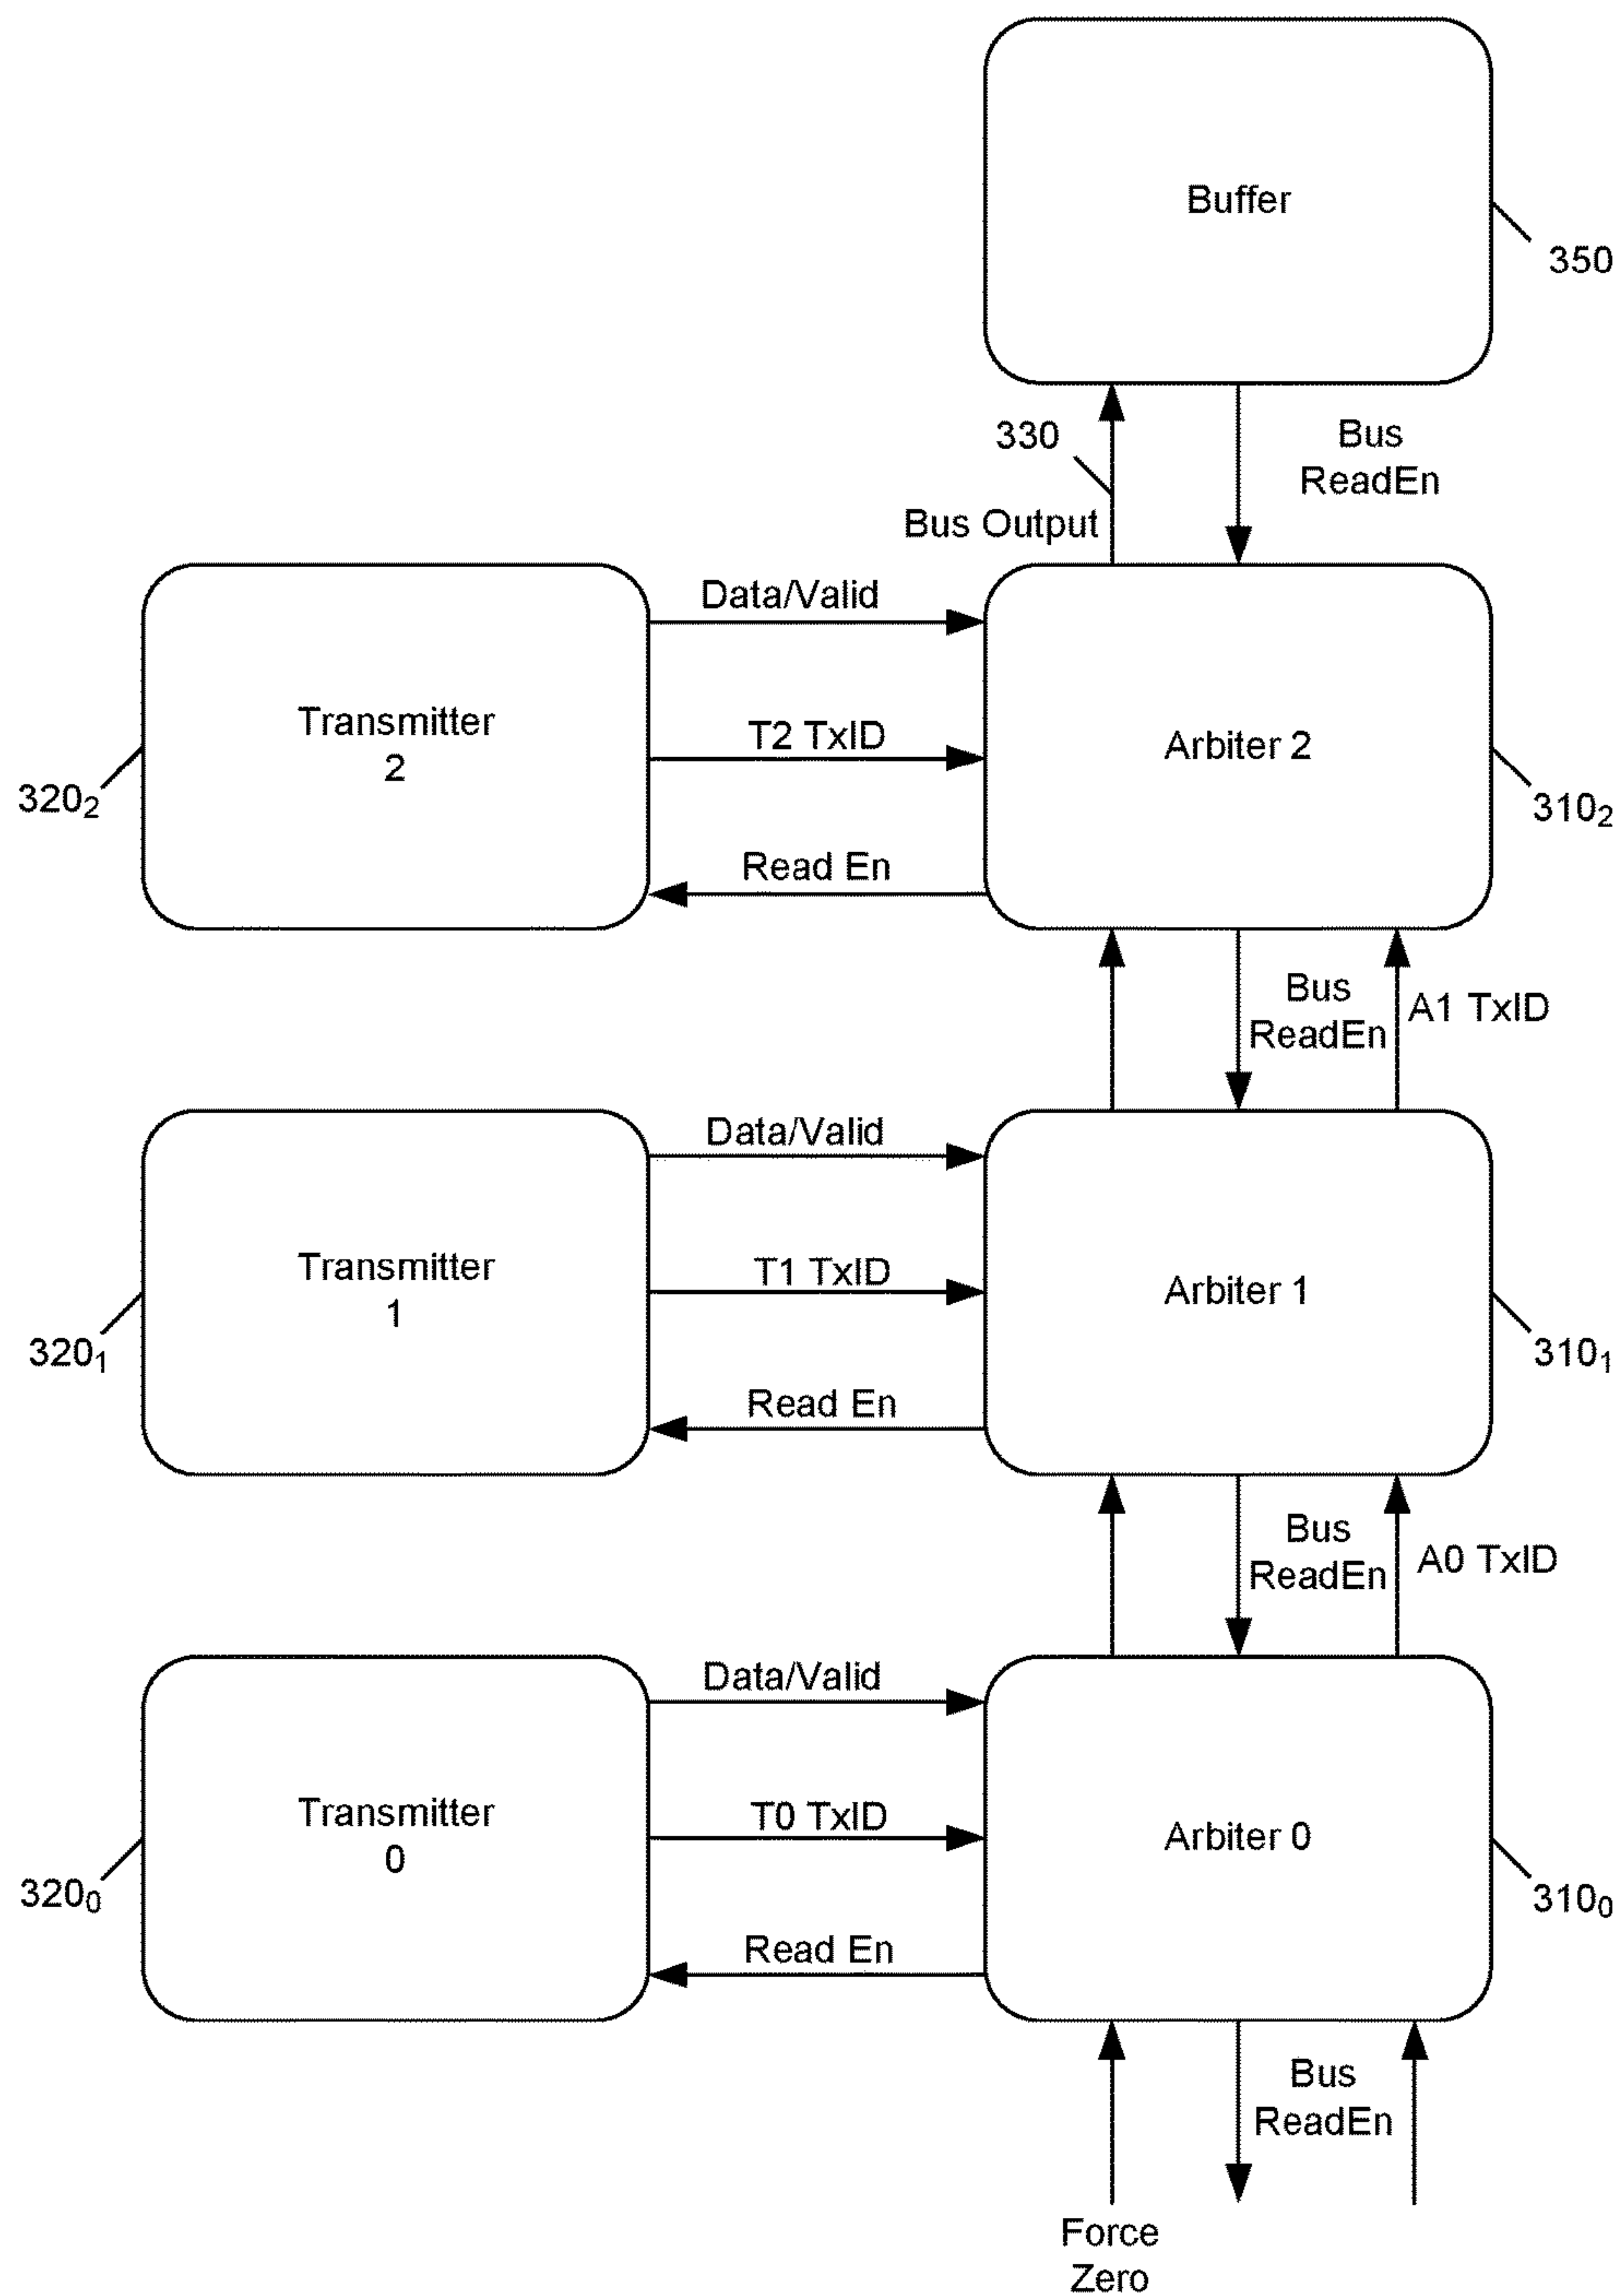 Buffer
350
330
Bus
ReadEn
Bus Output
Data/Valid
Transmitter
2
T2 TxID
Arbiter 2
320₂
310₂
Read En
Bus
ReadEn
A1 TxID
Data/Valid
Transmitter
1
T1 TxID
Arbiter 1
320₁
310₁
Read En
Bus
ReadEn
A0 TxID
Data/Valid
Transmitter
0
T0 TxID
Arbiter 0
320₀
310₀
Read En
Bus
ReadEn
Force
Zero